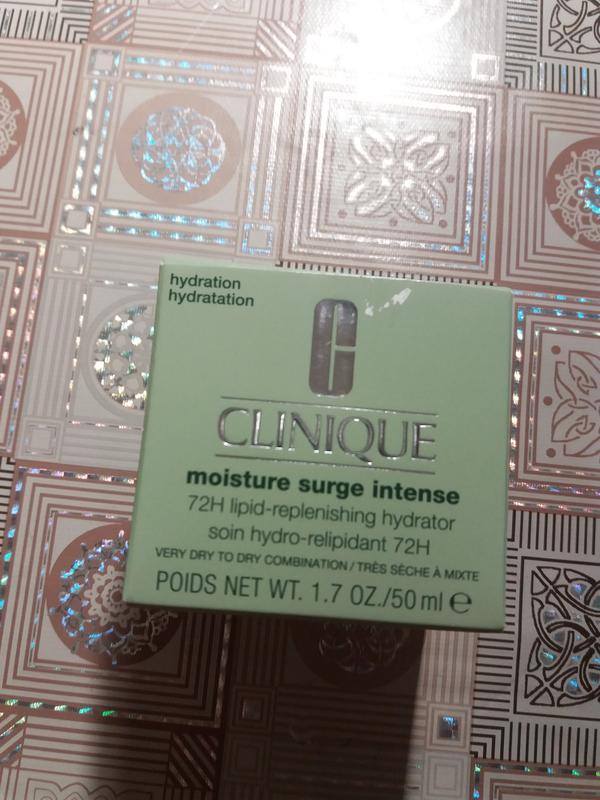 hydration
hydratation
CLINIQUE
moisture surge intense
72H lipid-replenishing hydrator
soin hydro-relipidant 72H
VERY DRY TO DRY COMBINATION / TRÈS SÈCHE À MIXTE
POIDS NET WT. 1.7 OZ./50 ml ℮